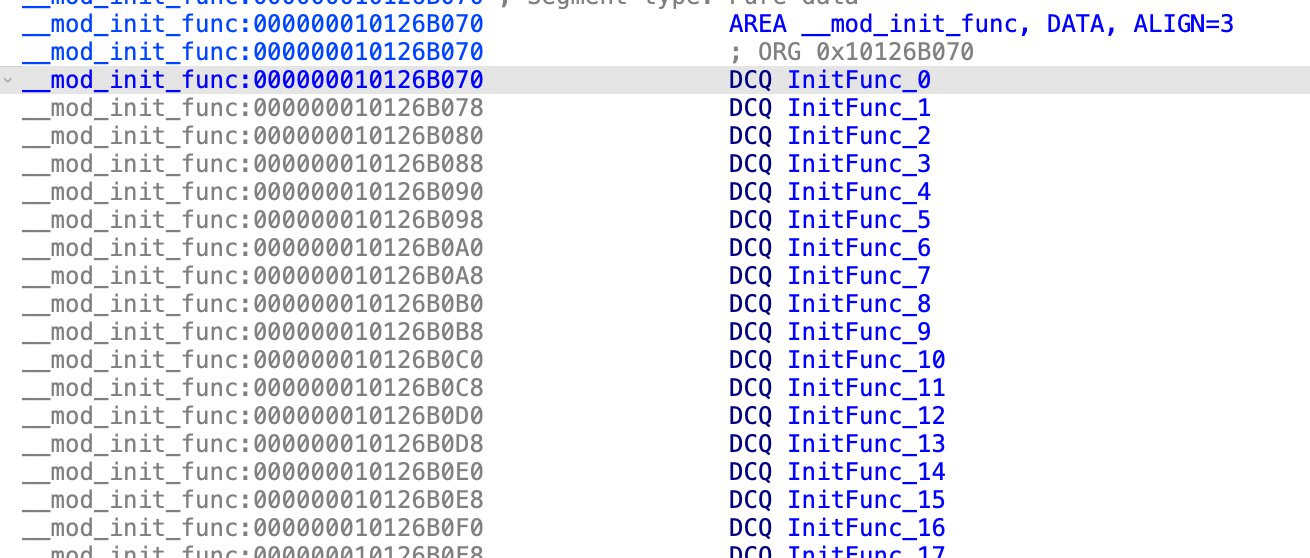 __mod_init_func:000000010126B070 ; Segment type: Pure data
__mod_init_func:000000010126B070 AREA __mod_init_func, DATA, ALIGN=3
__mod_init_func:000000010126B070 ; ORG 0x10126B070
__mod_init_func:000000010126B070 DCQ InitFunc_0
__mod_init_func:000000010126B078 DCQ InitFunc_1
__mod_init_func:000000010126B080 DCQ InitFunc_2
__mod_init_func:000000010126B088 DCQ InitFunc_3
__mod_init_func:000000010126B090 DCQ InitFunc_4
__mod_init_func:000000010126B098 DCQ InitFunc_5
__mod_init_func:000000010126B0A0 DCQ InitFunc_6
__mod_init_func:000000010126B0A8 DCQ InitFunc_7
__mod_init_func:000000010126B0B0 DCQ InitFunc_8
__mod_init_func:000000010126B0B8 DCQ InitFunc_9
__mod_init_func:000000010126B0C0 DCQ InitFunc_10
__mod_init_func:000000010126B0C8 DCQ InitFunc_11
__mod_init_func:000000010126B0D0 DCQ InitFunc_12
__mod_init_func:000000010126B0D8 DCQ InitFunc_13
__mod_init_func:000000010126B0E0 DCQ InitFunc_14
__mod_init_func:000000010126B0E8 DCQ InitFunc_15
__mod_init_func:000000010126B0F0 DCQ InitFunc_16
__mod_init_func:000000010126B0F8 DCQ InitFunc_17